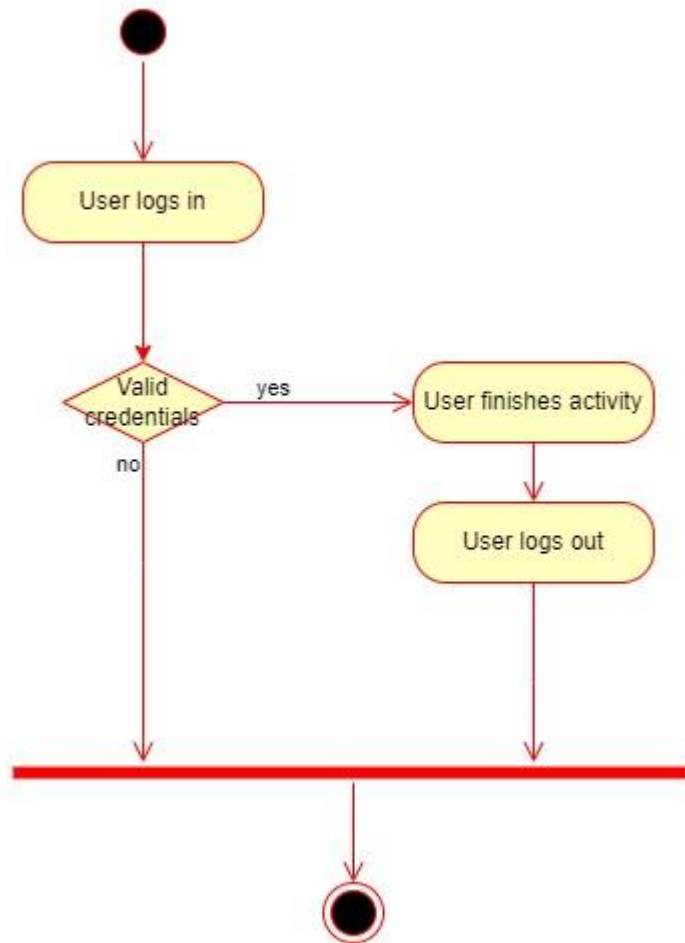 User logs in
Valid
credentials
yes
User finishes activity
no
User logs out